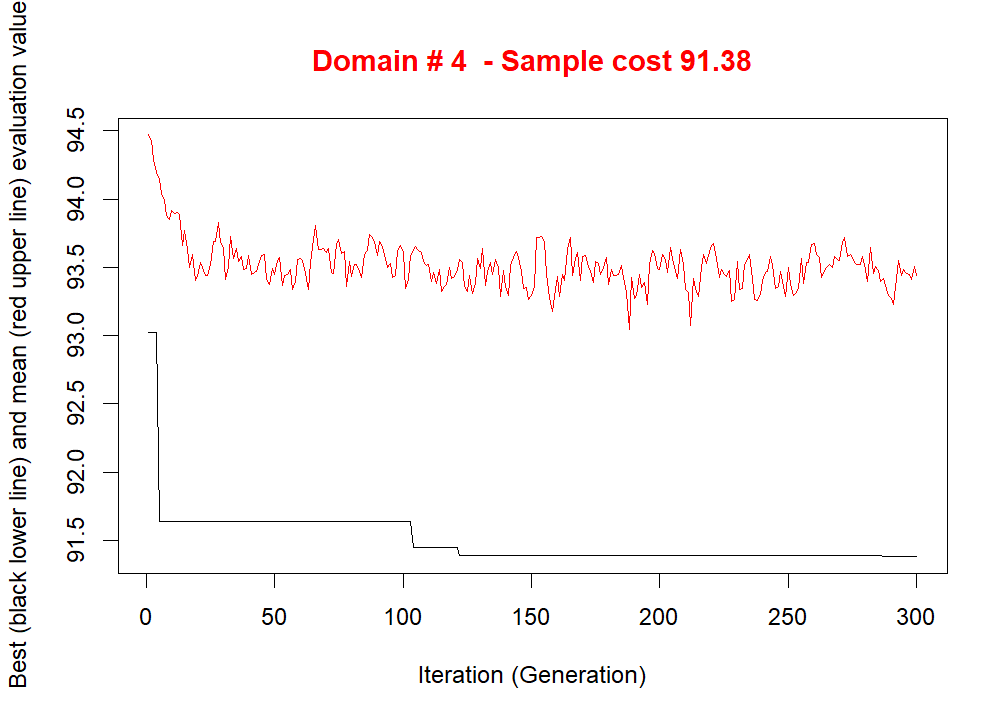 Domain # 4  - Sample cost 91.38
Best (black lower line) and mean (red upper line) evaluation value
94.5
94.0
93.5
93.0
92.5
92.0
91.5
0 50 100 150 200 250 300
Iteration (Generation)